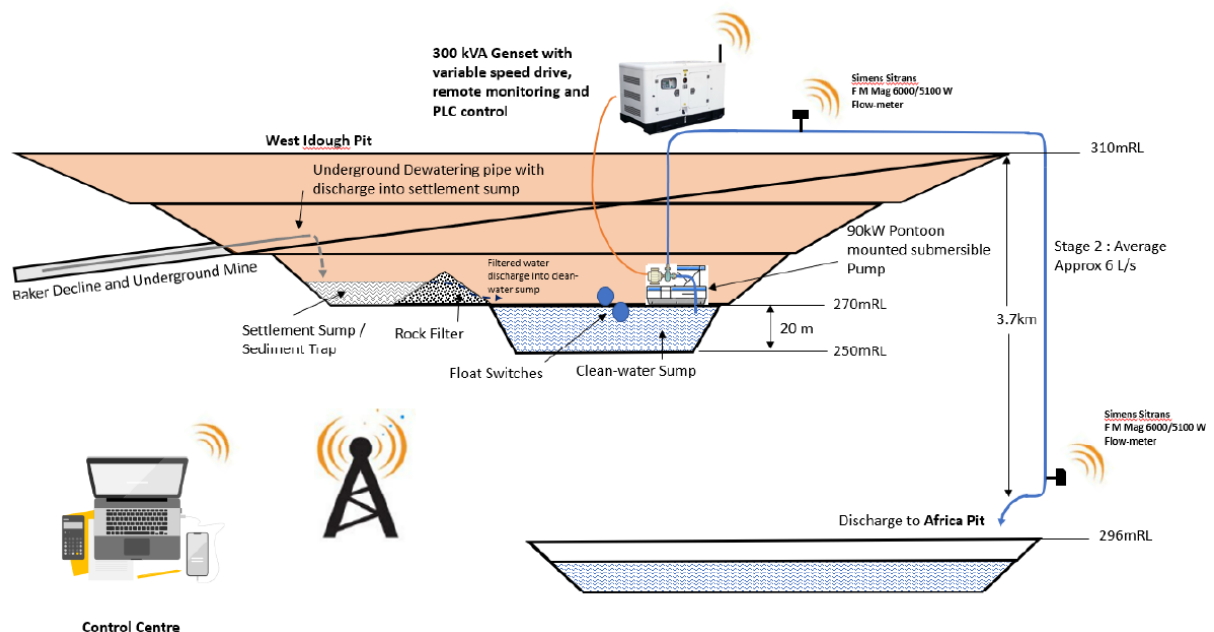 300 kVA Genset with
variable speed drive,
remote monitoring and
PLC control
Simens Sitrans
F M Mag 6000/5100 W
Flow-meter
West Idough Pit
310mRL
Underground Dewatering pipe with
discharge into settlement sump
90kW Pontoon
mounted submersible
Pump
Stage 2 : Average
Approx 6 L/s
Baker Decline and Underground Mine
Filtered water
discharge into clean-
water sump
270mRL
3.7km
Settlement Sump /
Sediment Trap
Rock Filter
20 m
250mRL
Float Switches
Clean-water Sump
Simens Sitrans
F M Mag 6000/5100 W
Flow-meter
Discharge to Africa Pit
296mRL
Control Centre